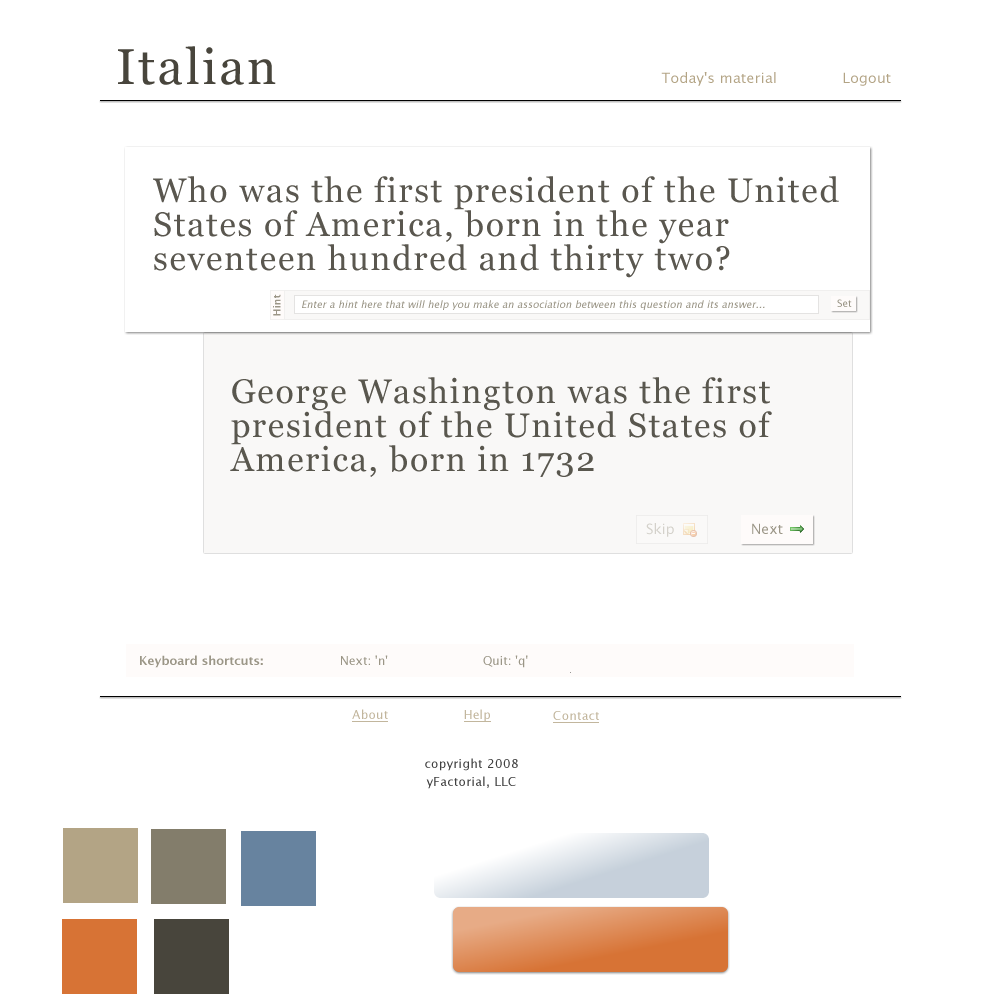 Italian
Today's material Logout
Who was the first president of the United
States of America, born in the year
seventeen hundred and thirty two?
Hint
Enter a hint here that will help you make an association between this question and its answer...
Set
George Washington was the first
president of the United States of
America, born in 1732
Skip Next
Keyboard shortcuts: Next: 'n' Quit: 'q'
About Help Contact
copyright 2008
yFactorial, LLC